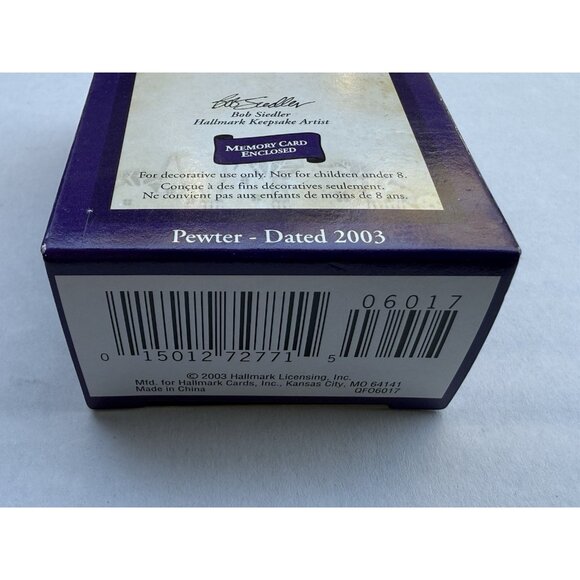 Bob Siedler
Bob Siedler
Hallmark Keepsake Artist
MEMORY CARD
ENCLOSED
For decorative use only. Not for children under 8.
Conçue à des fins décoratives seulement.
Ne convient pas aux enfants de moins de 8 ans.
Pewter - Dated 2003
06017
0 15012 72771 5
© 2003 Hallmark Licensing, Inc.
Mfd. for Hallmark Cards, Inc., Kansas City, MO 64141
Made in China QFO6017